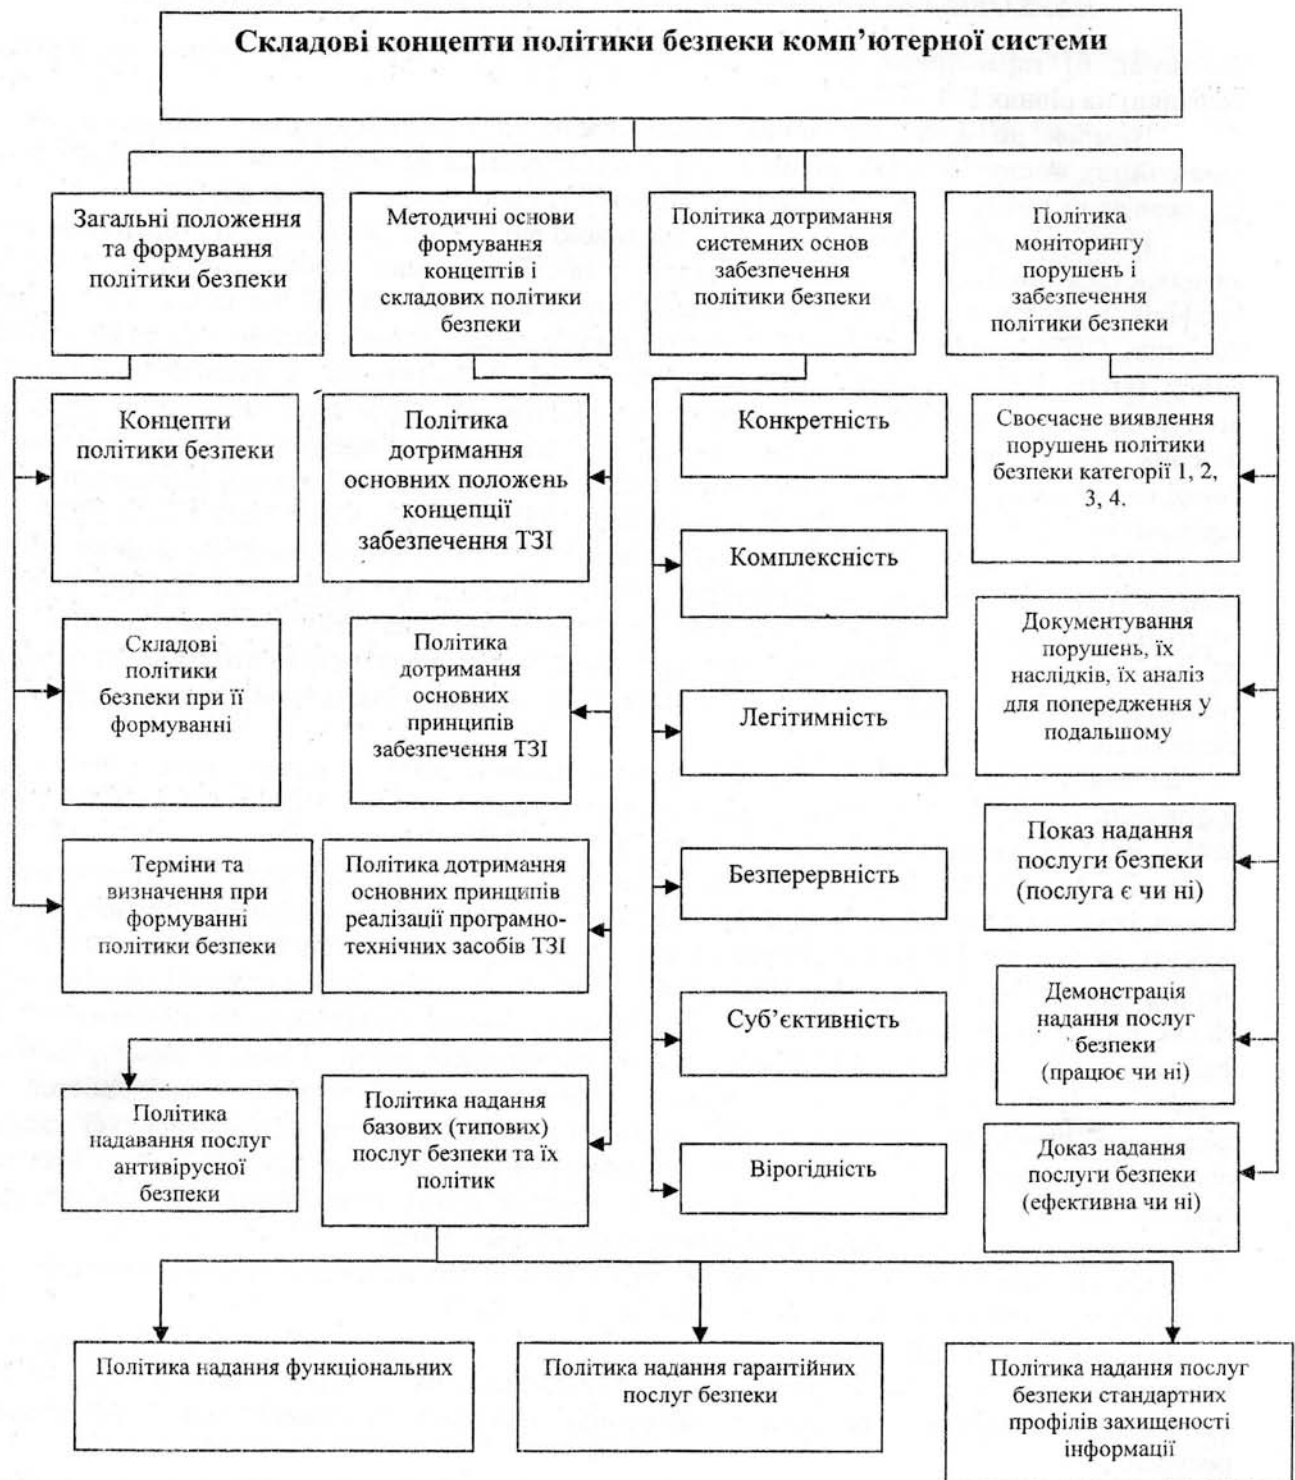 Складові концепти політики безпеки комп’ютерної системи
Загальні положення
та формування
політики безпеки
Методичні основи
формування
концептів і
складових політики
безпеки
Політика дотримання
системних основ
забезпечення
політики безпеки
Політика
моніторингу
порушень і
забезпечення
політики безпеки
Концепти
політики безпеки
Політика
дотримання
основних положень
концепції
забезпечення ТЗІ
Конкретність
Своєчасне виявлення
порушень політики
безпеки категорії 1, 2,
3, 4.
Комплексність
Складові
політики
безпеки при її
формуванні
Політика
дотримання
основних
принципів
забезпечення ТЗІ
Легітимність
Документування
порушень, їх
наслідків, їх аналіз
для попередження у
подальшому
Терміни та
визначення при
формуванні
політики безпеки
Політика дотримання
основних принципів
реалізації програмно-
технічних засобів ТЗІ
Безперервність
Показ надання
послуги безпеки
(послуга є чи ні)
Суб’єктивність
Демонстрація
надання послуг
безпеки
(працює чи ні)
Політика
надавання послуг
антивірусної
безпеки
Політика надання
базових (типових)
послуг безпеки та їх
політик
Вірогідність
Доказ надання
послуги безпеки
(ефективна чи ні)
Політика надання функціональних
Політика надання гарантійних
послуг безпеки
Політика надання послуг
безпеки стандартних
профілів захищеності
інформації